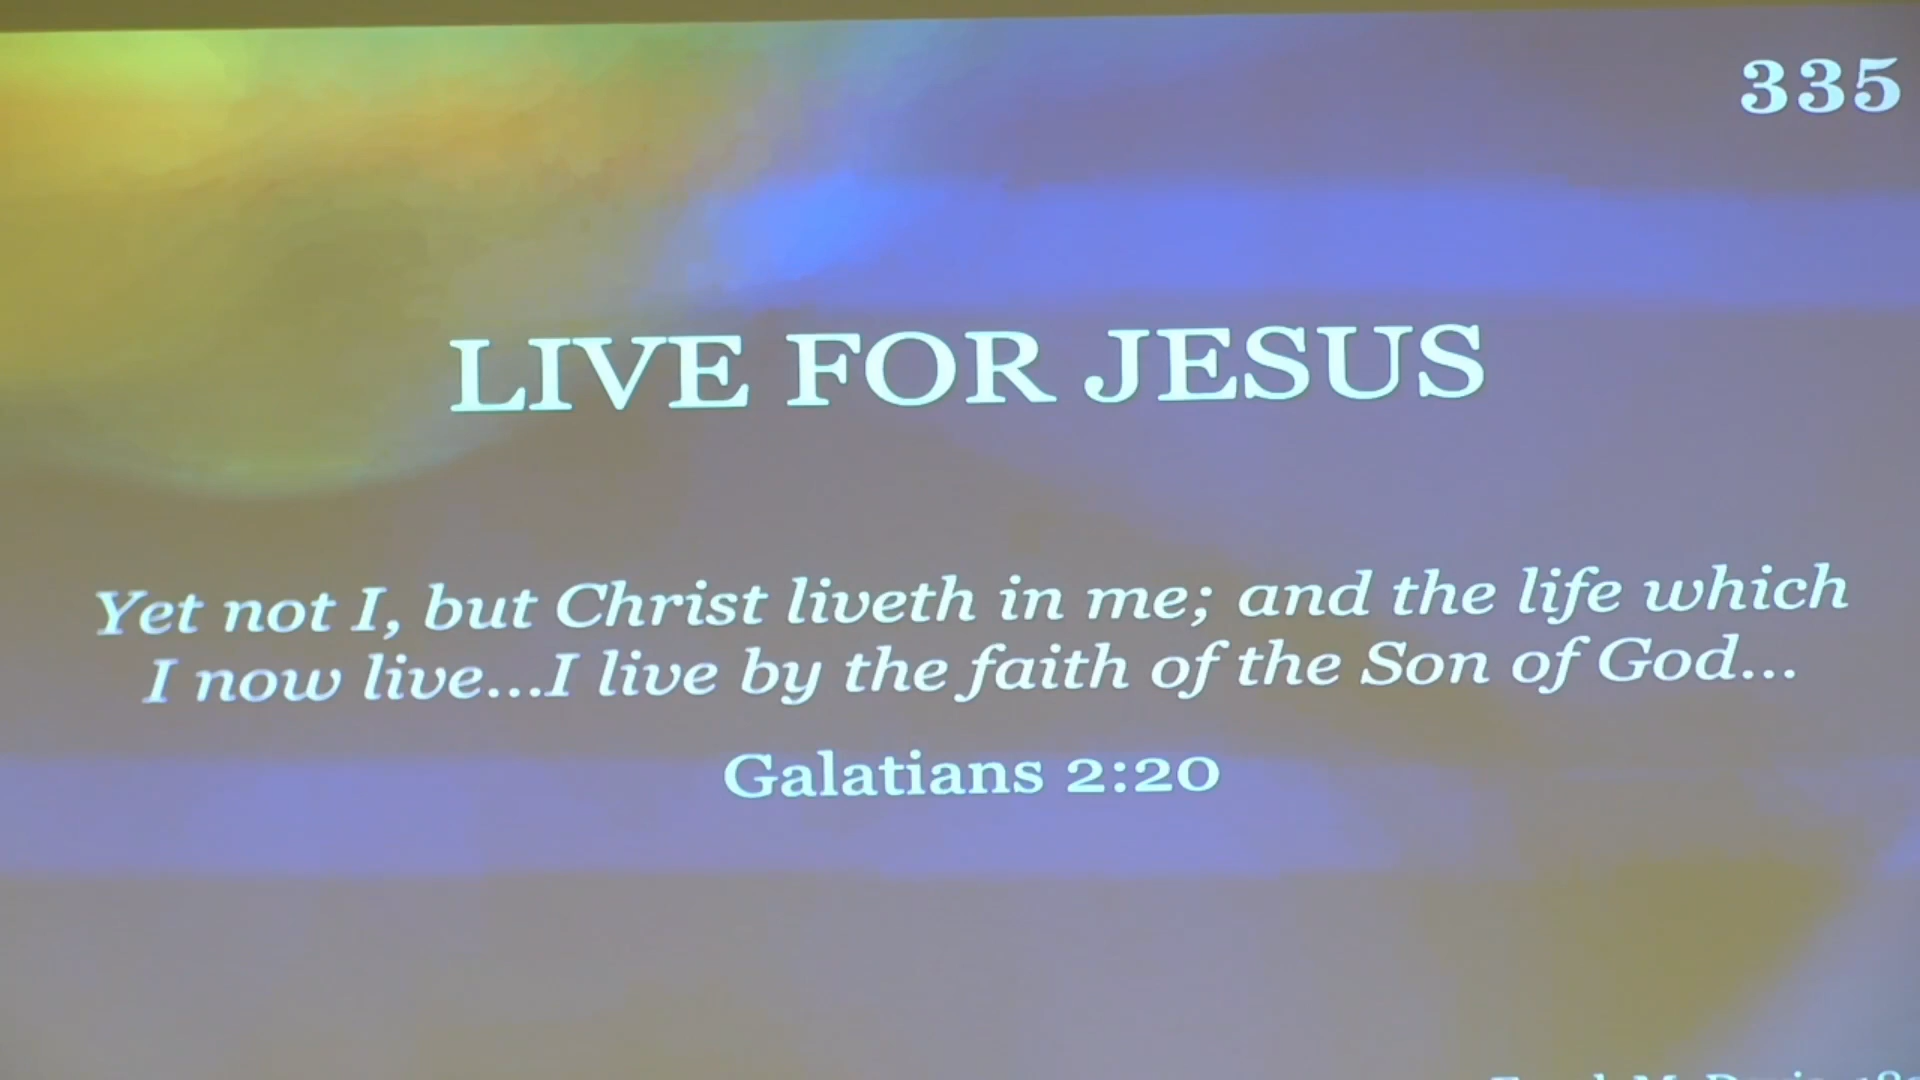 335
LIVE FOR JESUS
Yet not I, but Christ liveth in me; and the life which
I now live...I live by the faith of the Son of God...
Galatians 2:20